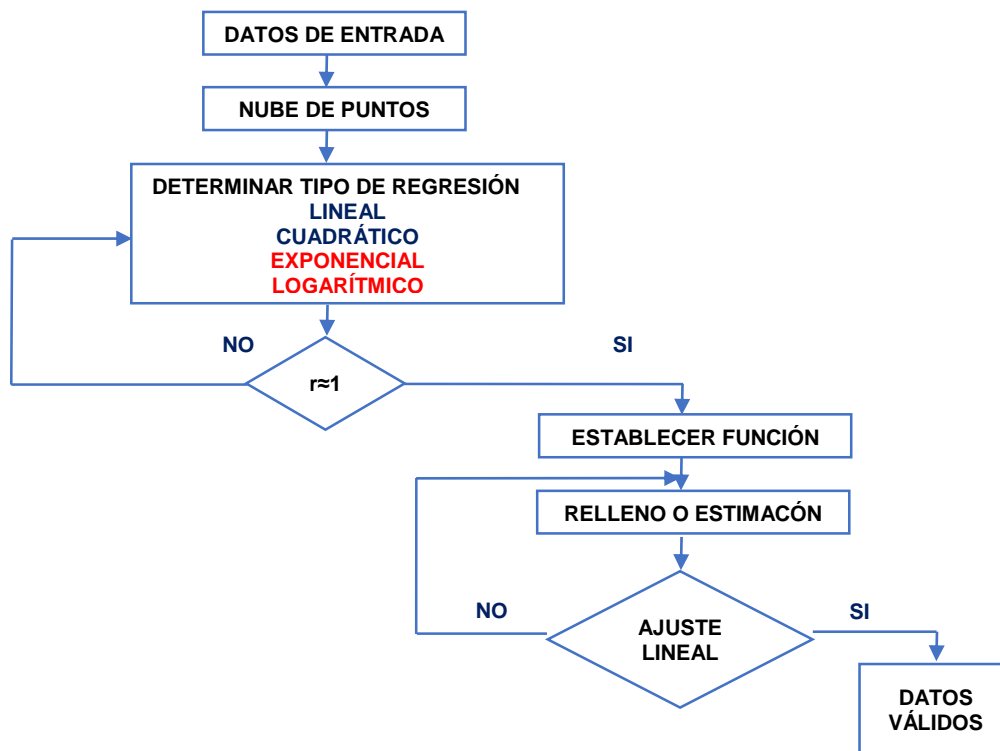 DATOS DE ENTRADA
NUBE DE PUNTOS
DETERMINAR TIPO DE REGRESIÓN
LINEAL
CUADRÁTICO
EXPONENCIAL
LOGARÍTMICO
NO
SI
r≈1
ESTABLECER FUNCIÓN
RELLENO O ESTIMACÓN
NO
SI
AJUSTE
LINEAL
DATOS
VÁLIDOS